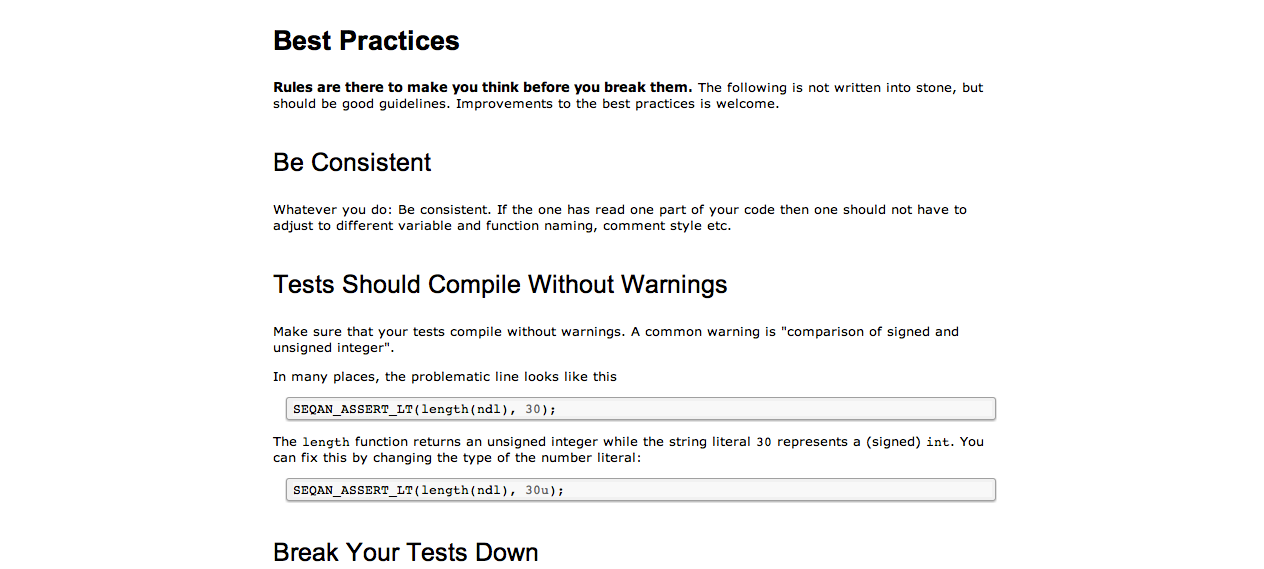 Best Practices
Rules are there to make you think before you break them. The following is not written into stone, but
should be good guidelines. Improvements to the best practices is welcome.
Be Consistent
Whatever you do: Be consistent. If the one has read one part of your code then one should not have to
adjust to different variable and function naming, comment style etc.
Tests Should Compile Without Warnings
Make sure that your tests compile without warnings. A common warning is "comparison of signed and
unsigned integer".
In many places, the problematic line looks like this
SEQAN_ASSERT_LT(length(ndl), 30);
The length function returns an unsigned integer while the string literal 30 represents a (signed) int. You
can fix this by changing the type of the number literal:
SEQAN_ASSERT_LT(length(ndl), 30u);
Break Your Tests Down